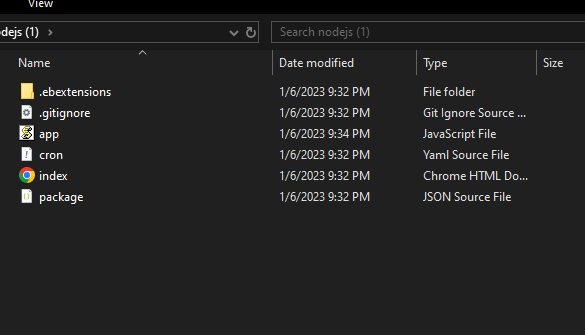 View
dejs (1)
Search nodejs (1)
Name Date modified Type Size
.ebextensions 1/6/2023 9:32 PM File folder
.gitignore 1/6/2023 9:32 PM Git Ignore Source ...
app 1/6/2023 9:34 PM JavaScript File
cron 1/6/2023 9:32 PM Yaml Source File
index 1/6/2023 9:32 PM Chrome HTML Do...
package 1/6/2023 9:32 PM JSON Source File